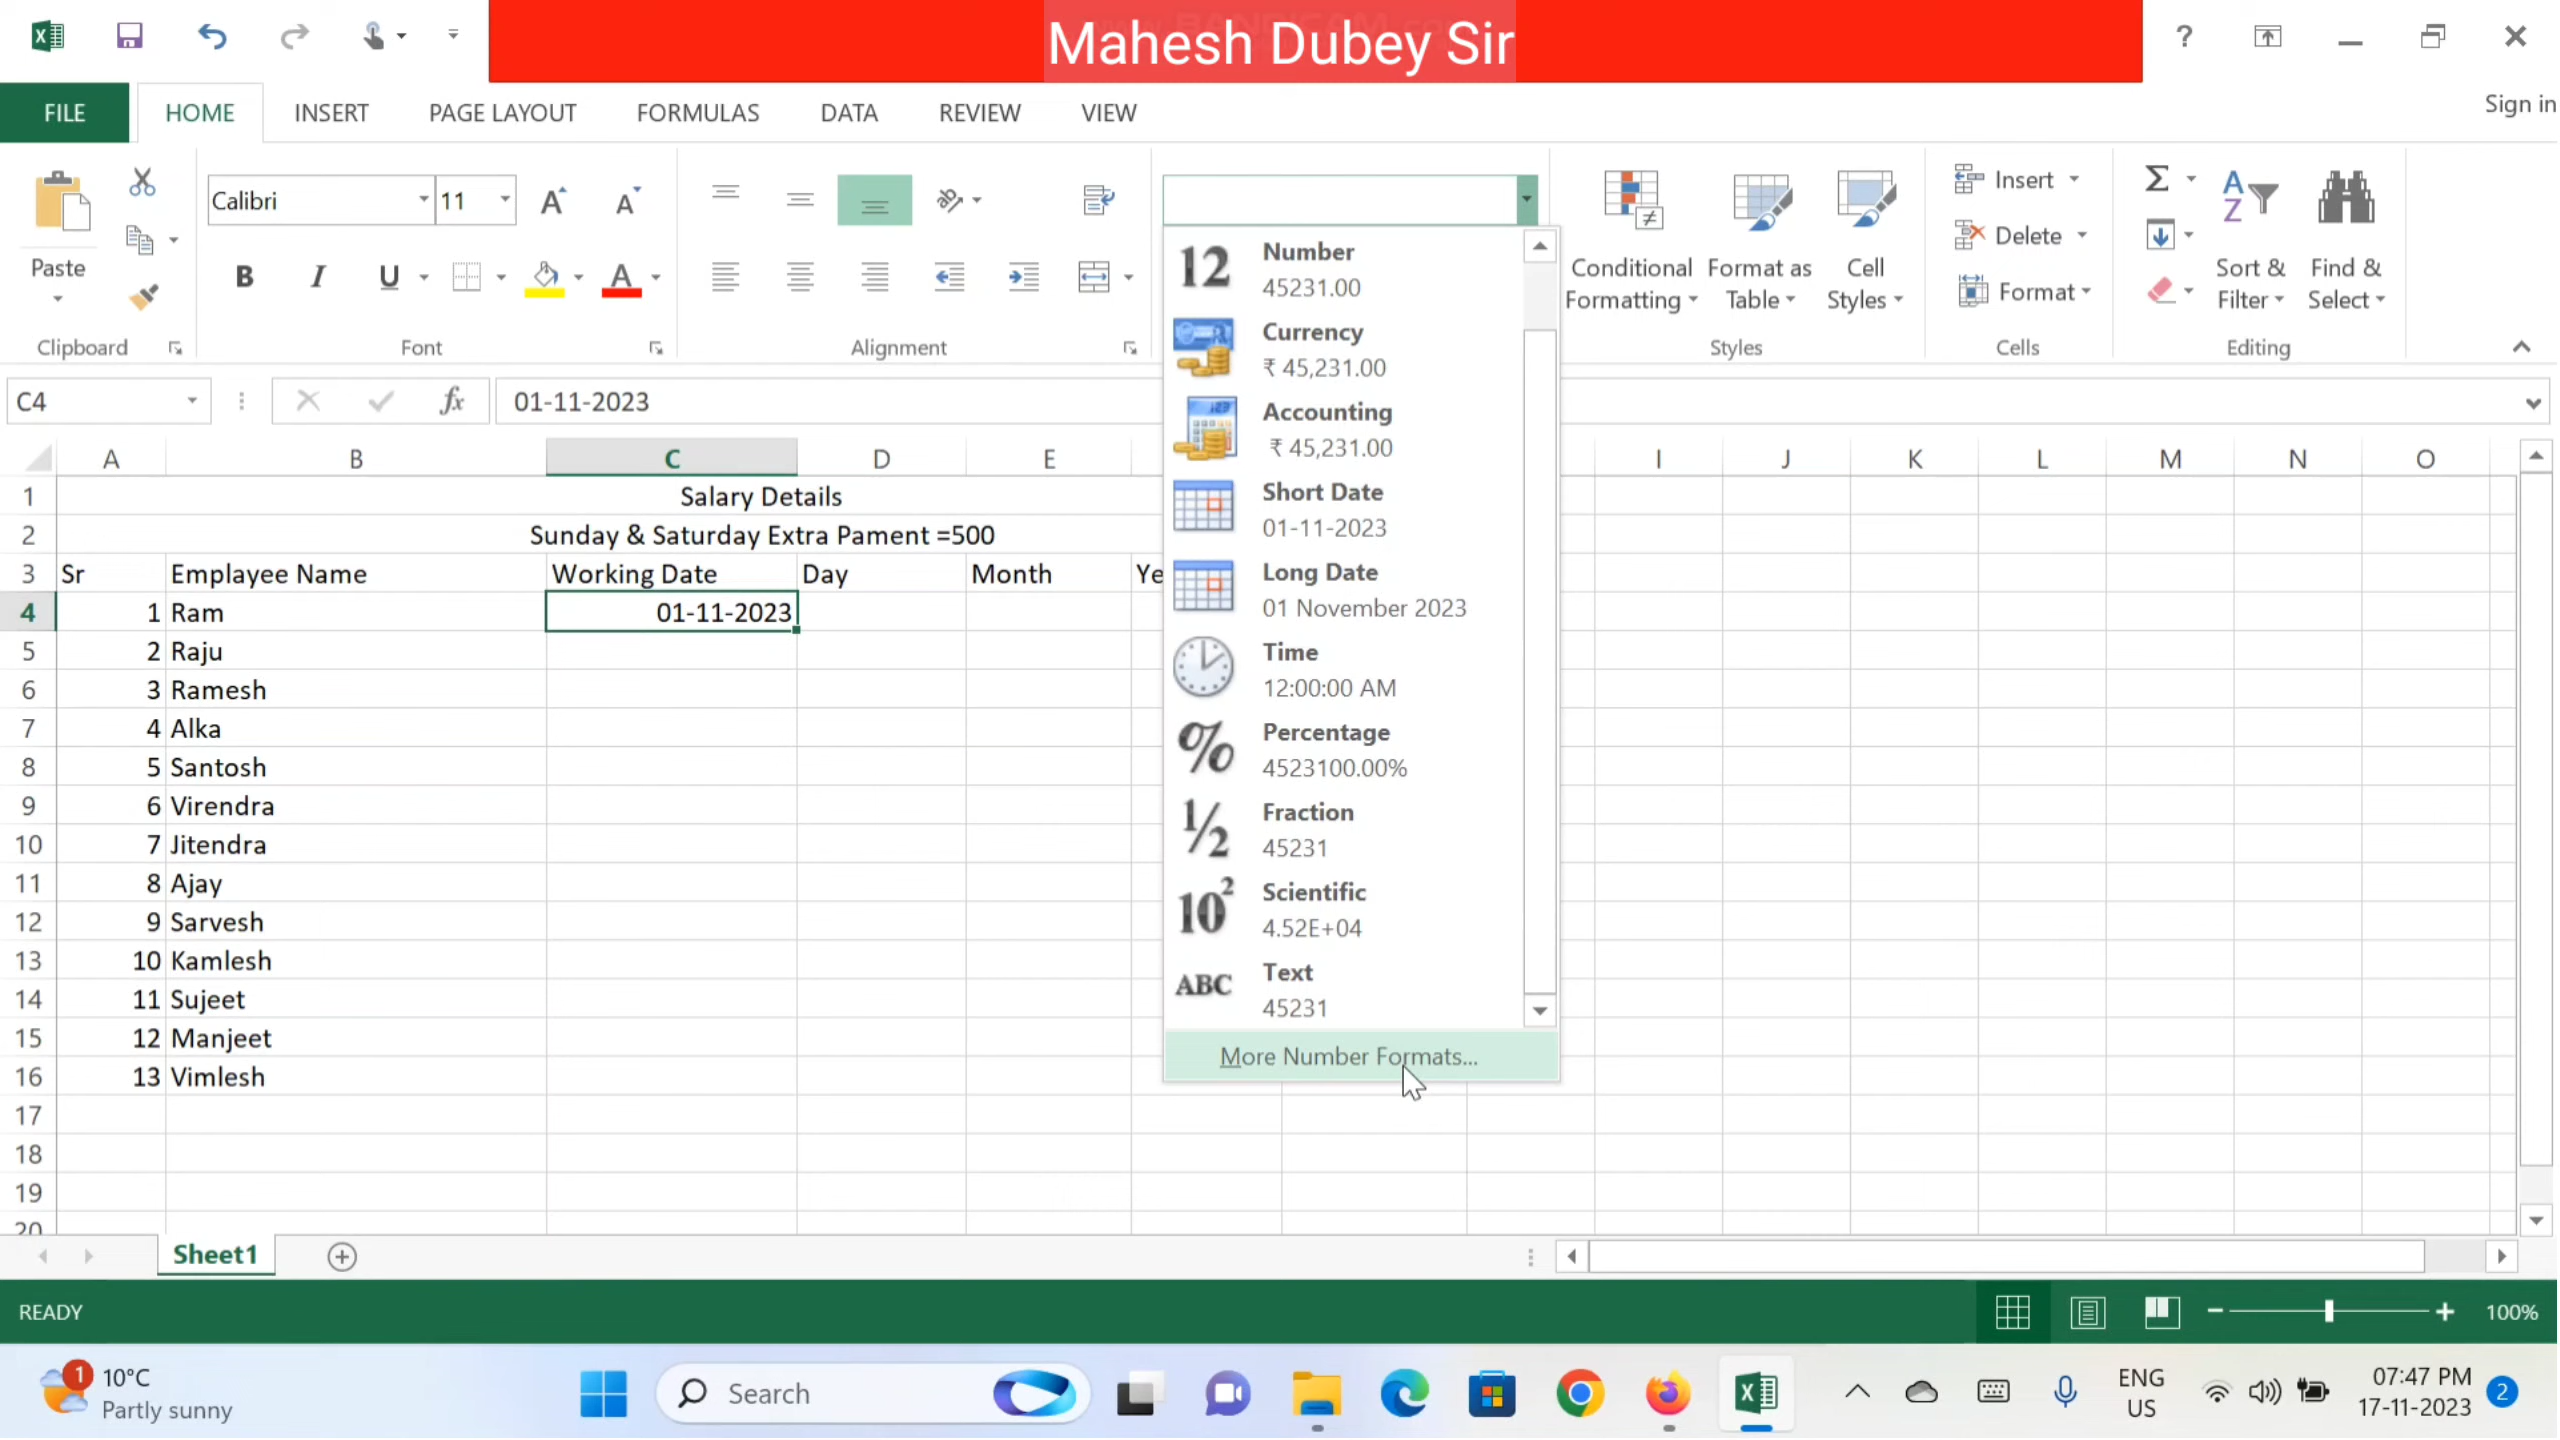 Mahesh Dubey Sir
?
FILE
HOME
INSERT
PAGE LAYOUT
FORMULAS
DATA
REVIEW
VIEW
Sign in
Paste
Clipboard
Calibri
11
B I U
Font
Alignment
Conditional
Formatting
Format as
Table
Cell
Styles
Styles
Insert
Delete
Format
Cells
Sort &
Filter
Find &
Select
Editing
C4
fx
01-11-2023
Number
45231.00
Currency
₹ 45,231.00
Accounting
₹ 45,231.00
Short Date
01-11-2023
Long Date
01 November 2023
Time
12:00:00 AM
Percentage
4523100.00%
Fraction
45231
Scientific
4.52E+04
ABC
Text
45231
More Number Formats...
A B C D E I J K L M N O
1 Salary Details
2 Sunday & Saturday Extra Pament =500
3 Sr Emplayee Name Working Date Day Month Ye
4 1 Ram 01-11-2023
5 2 Raju
6 3 Ramesh
7 4 Alka
8 5 Santosh
9 6 Virendra
10 7 Jitendra
11 8 Ajay
12 9 Sarvesh
13 10 Kamlesh
14 11 Sujeet
15 12 Manjeet
16 13 Vimlesh
17
18
19
20
Sheet1
READY
100%
1
10°C
Partly sunny
Search
ENG
US
07:47 PM
17-11-2023
2